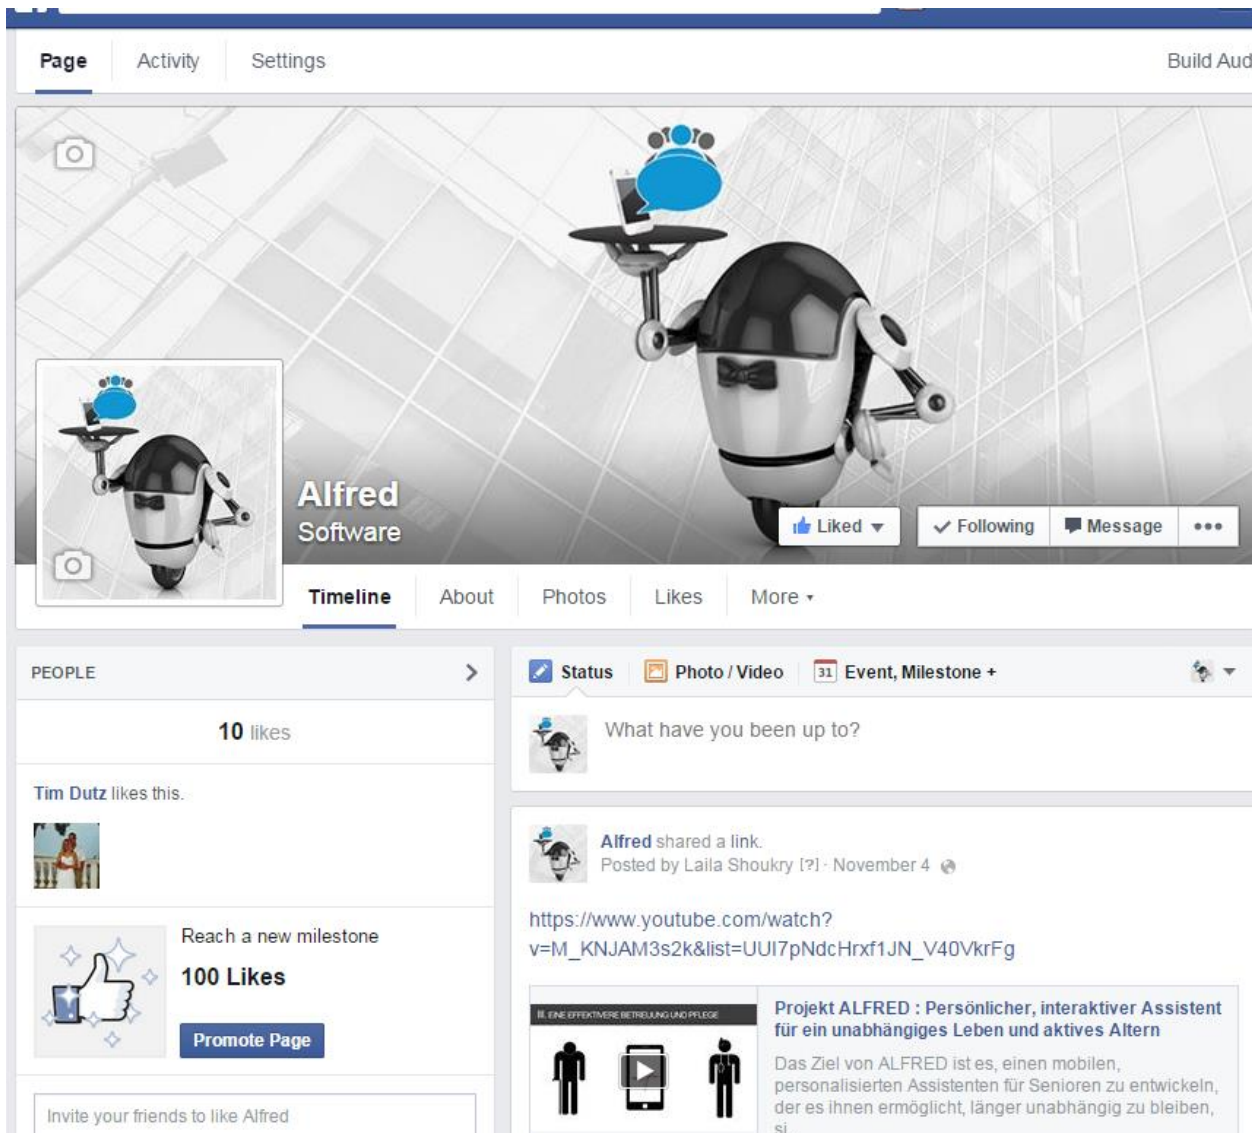 Page
Activity
Settings
Build Aud
Alfred
Software
Liked
Following
Message
Timeline
About
Photos
Likes
More
PEOPLE
10 likes
Tim Dutz likes this.
Reach a new milestone
100 Likes
Promote Page
Invite your friends to like Alfred
Status
Photo / Video
31
Event, Milestone +
What have you been up to?
Alfred shared a link.
Posted by Laila Shoukry [?] · November 4
https://www.youtube.com/watch?
v=M_KNJAM3s2k&list=UUI7pNdcHrxf1JN_V40VkrFg
III. EINE EFFEKTIVERE BETREUUNG UND PFLEGE
Projekt ALFRED : Persönlicher, interaktiver Assistent
für ein unabhängiges Leben und aktives Altern
Das Ziel von ALFRED ist es, einen mobilen,
personalisierten Assistenten für Senioren zu entwickeln,
der es ihnen ermöglicht, länger unabhängig zu bleiben,
si...